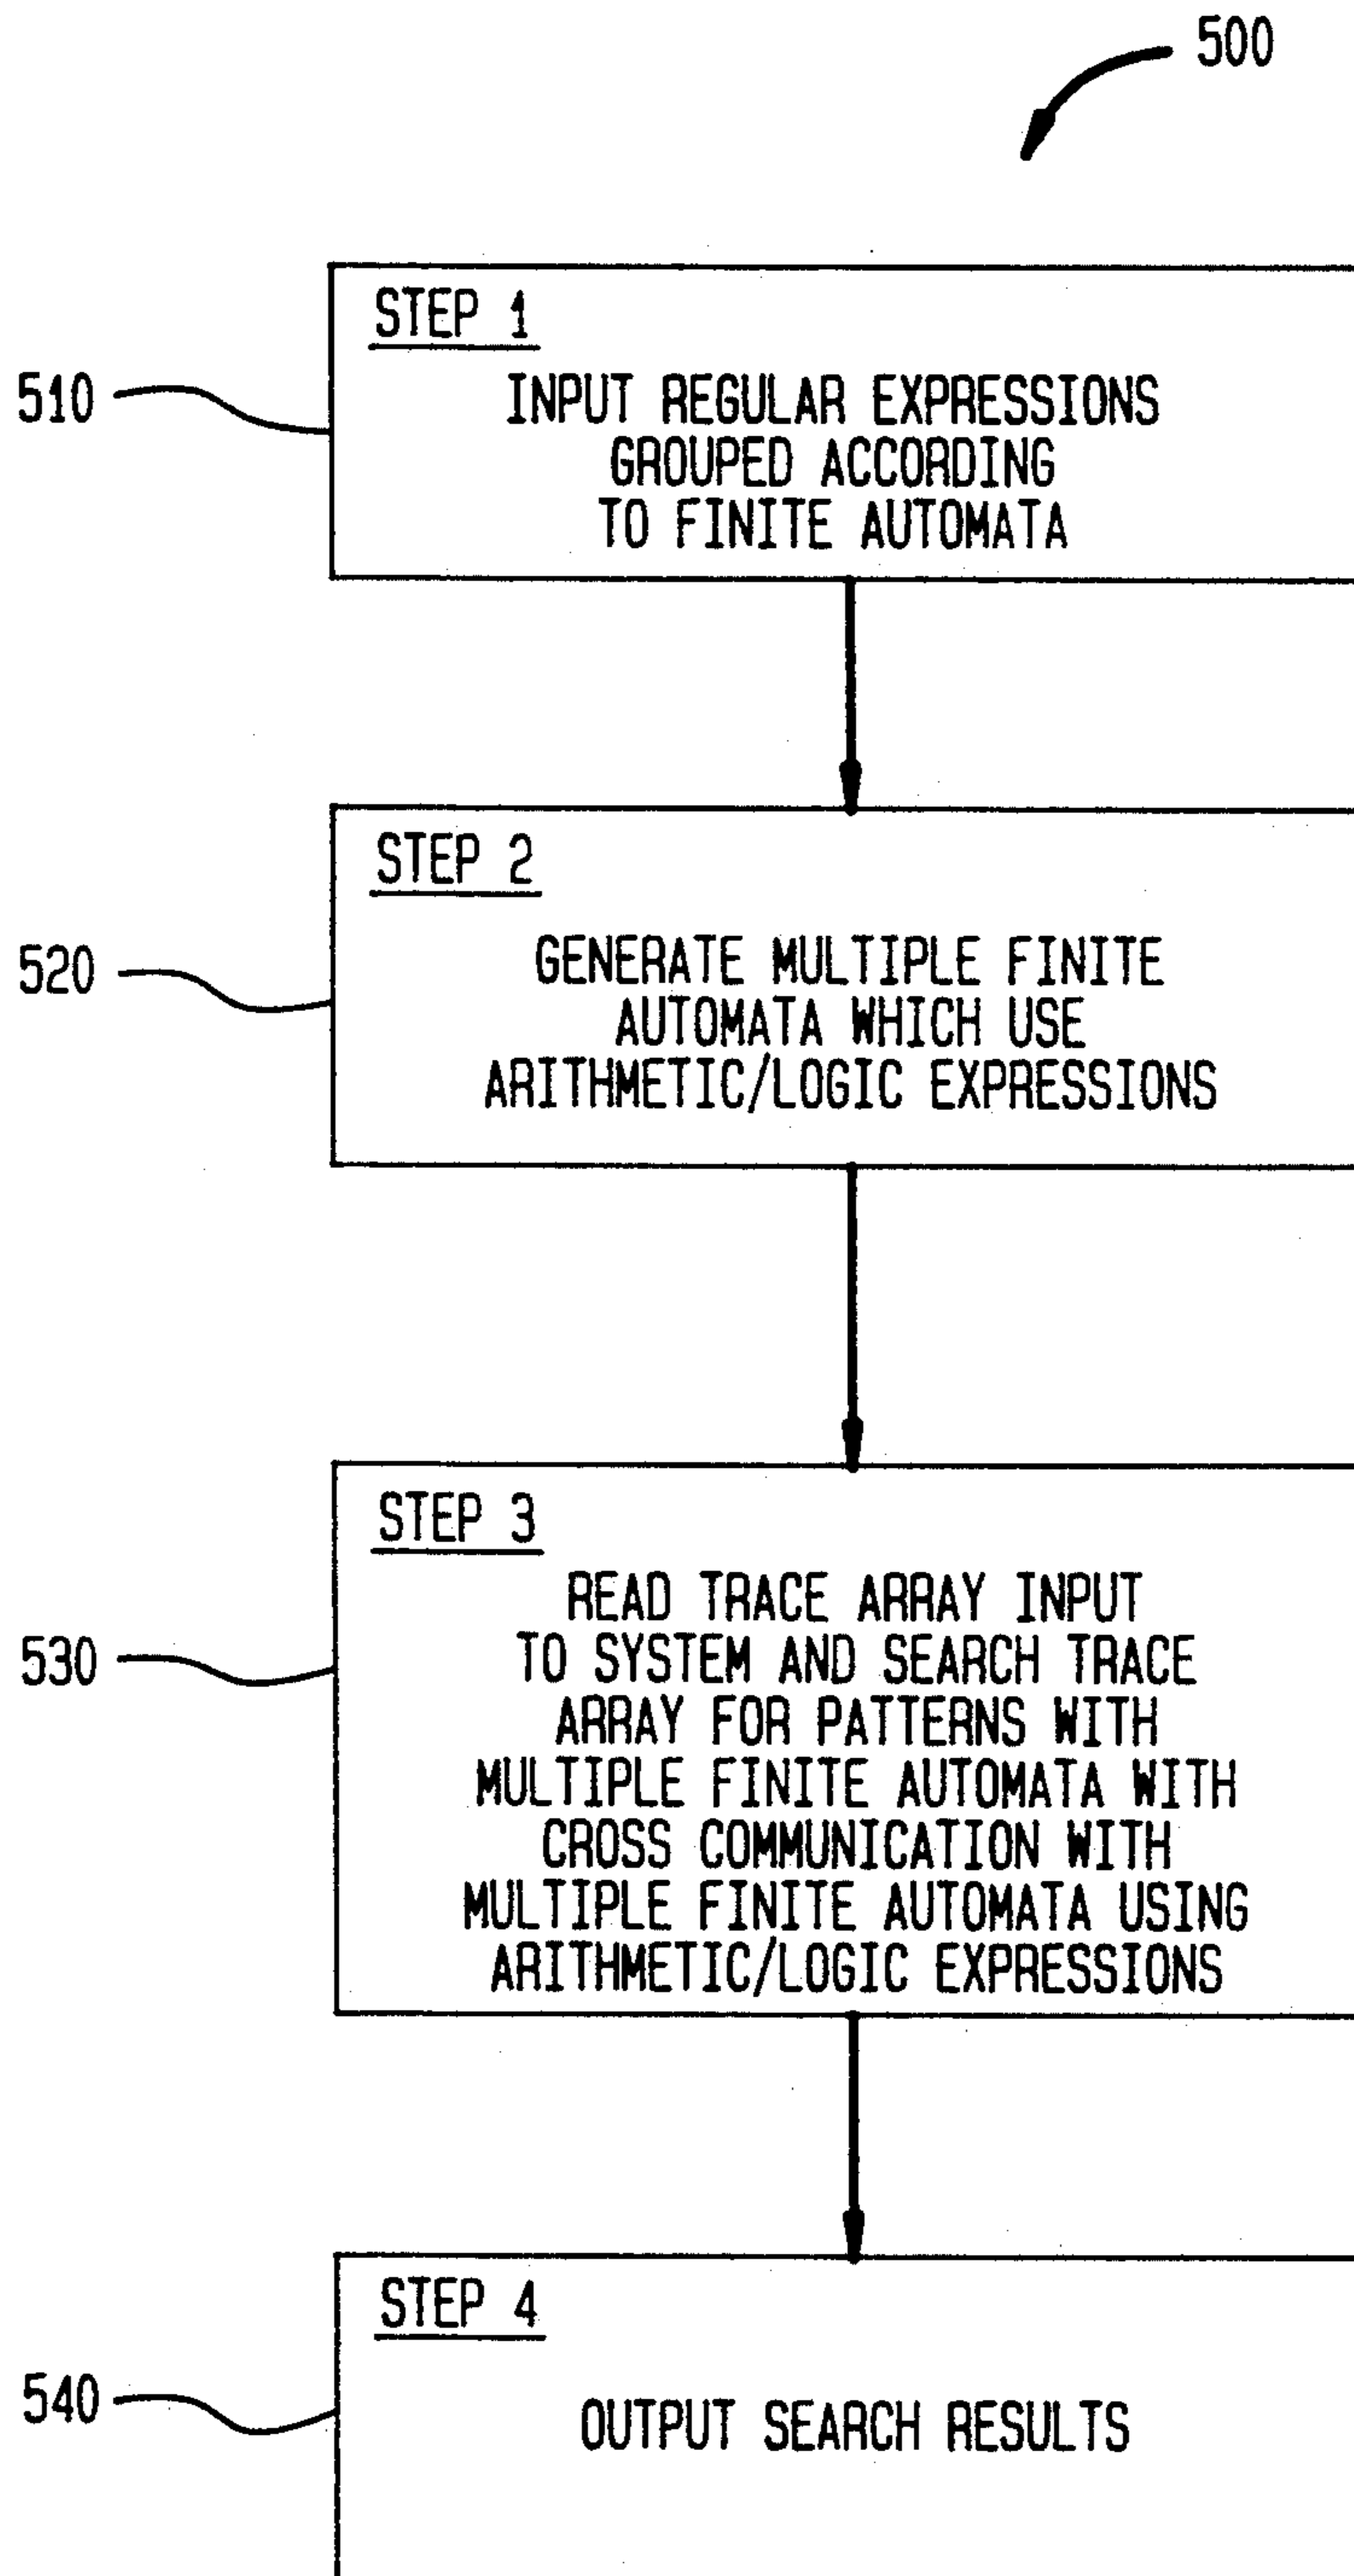 500
STEP 1
510
INPUT REGULAR EXPRESSIONS
GROUPED ACCORDING
TO FINITE AUTOMATA
STEP 2
520
GENERATE MULTIPLE FINITE
AUTOMATA WHICH USE
ARITHMETIC/LOGIC EXPRESSIONS
STEP 3
530
READ TRACE ARRAY INPUT
TO SYSTEM AND SEARCH TRACE
ARRAY FOR PATTERNS WITH
MULTIPLE FINITE AUTOMATA WITH
CROSS COMMUNICATION WITH
MULTIPLE FINITE AUTOMATA USING
ARITHMETIC/LOGIC EXPRESSIONS
STEP 4
540
OUTPUT SEARCH RESULTS